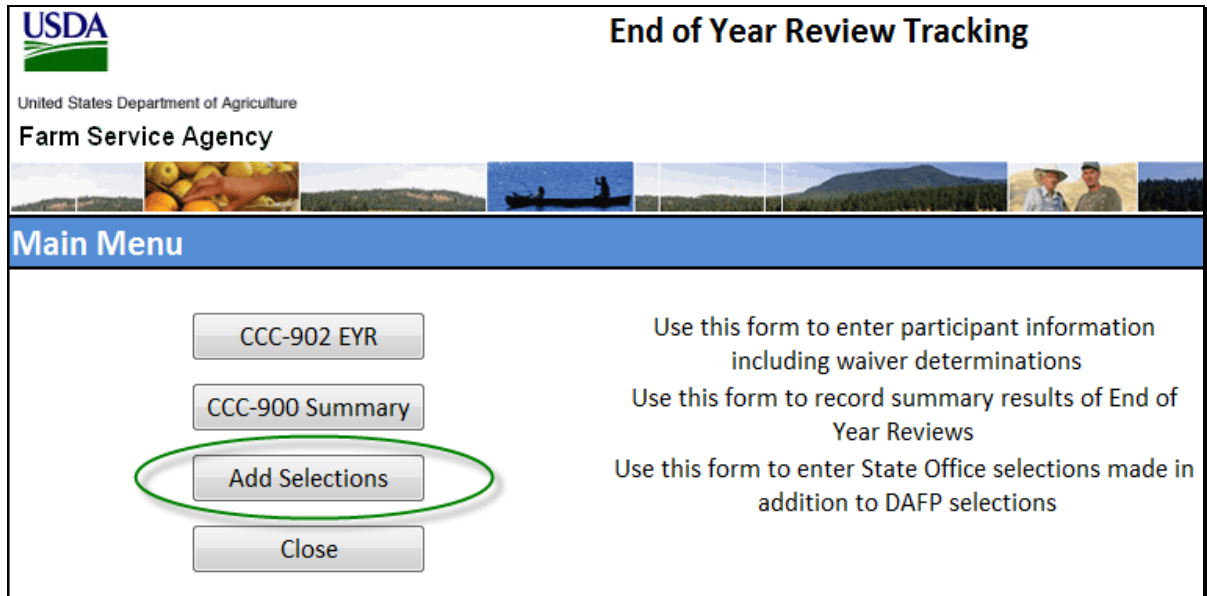 USDA
End of Year Review Tracking
United States Department of Agriculture
Farm Service Agency
Main Menu
CCC-902 EYR
Use this form to enter participant information
including waiver determinations
CCC-900 Summary
Use this form to record summary results of End of
Year Reviews
Add Selections
Use this form to enter State Office selections made in
addition to DAFP selections
Close